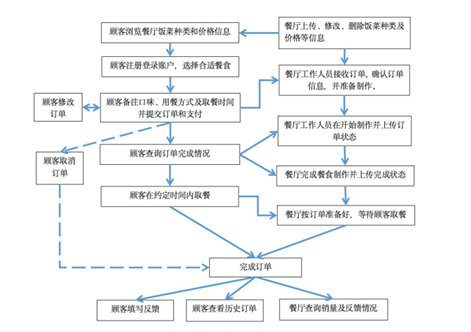 顾客浏览餐厅饭菜种类和价格信息
餐厅上传、修改、删除饭菜种类及
价格等信息
顾客注册登录账户，选择合适餐食
餐厅工作人员接收订单，确认订单
信息，并准备制作。
顾客修改
订单
顾客备注口味、用餐方式及取餐时间
并提交订单和支付
餐厅工作人员在开始制作并上传订
单状态
顾客查询订单完成情况
顾客取消
订单
餐厅完成餐食制作并上传完成状态
顾客在约定时间内取餐
餐厅按订单准备好，等待顾客取餐
完成订单
顾客填写反馈
顾客查看历史订单
餐厅查询销量及反馈情况